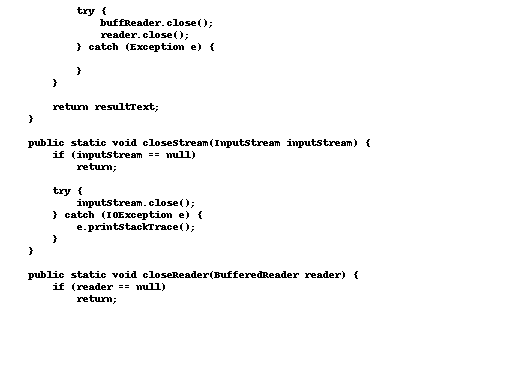 try {
            buffReader.close();
            reader.close();
        } catch (Exception e) {

        }
    }

    return resultText;
}

public static void closeStream(InputStream inputStream) {
    if (inputStream == null)
        return;

    try {
        inputStream.close();
    } catch (IOException e) {
        e.printStackTrace();
    }
}

public static void closeReader(BufferedReader reader) {
    if (reader == null)
        return;